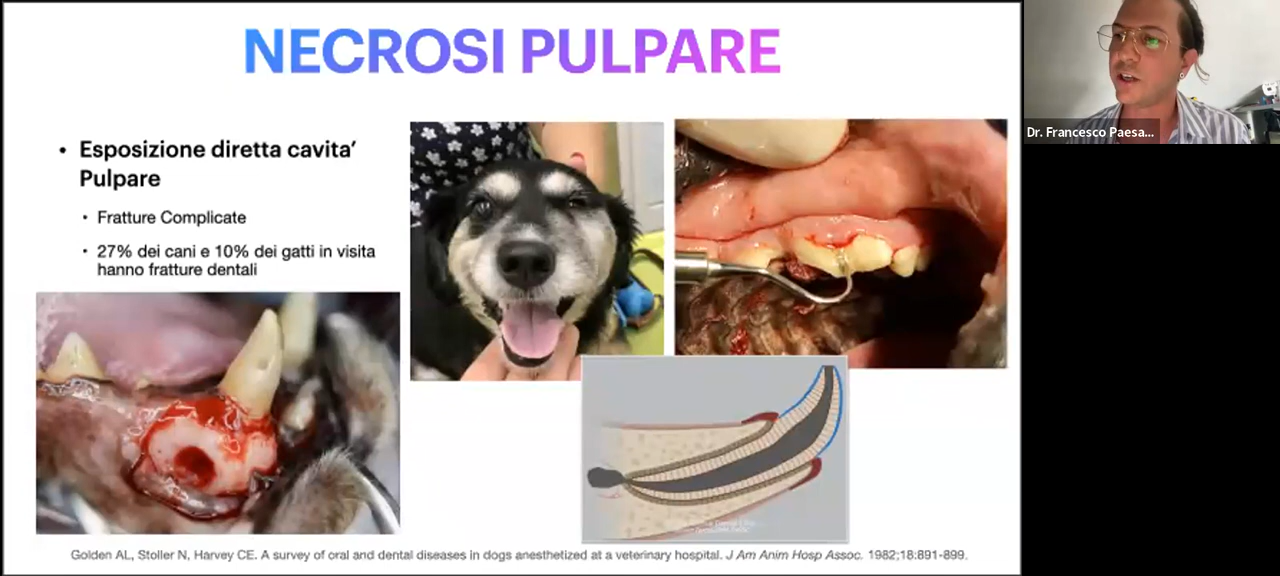 NECROSI PULPARE
• Esposizione diretta cavita’
Pulpare
• Fratture Complicate
• 27% dei cani e 10% dei gatti in visita
hanno fratture dentali
Golden AL, Stoller N, Harvey CE. A survey of oral and dental diseases in dogs anesthetized at a veterinary hospital. J Am Anim Hosp Assoc. 1982;18:891-899.
Dr. Francesco Paesa...